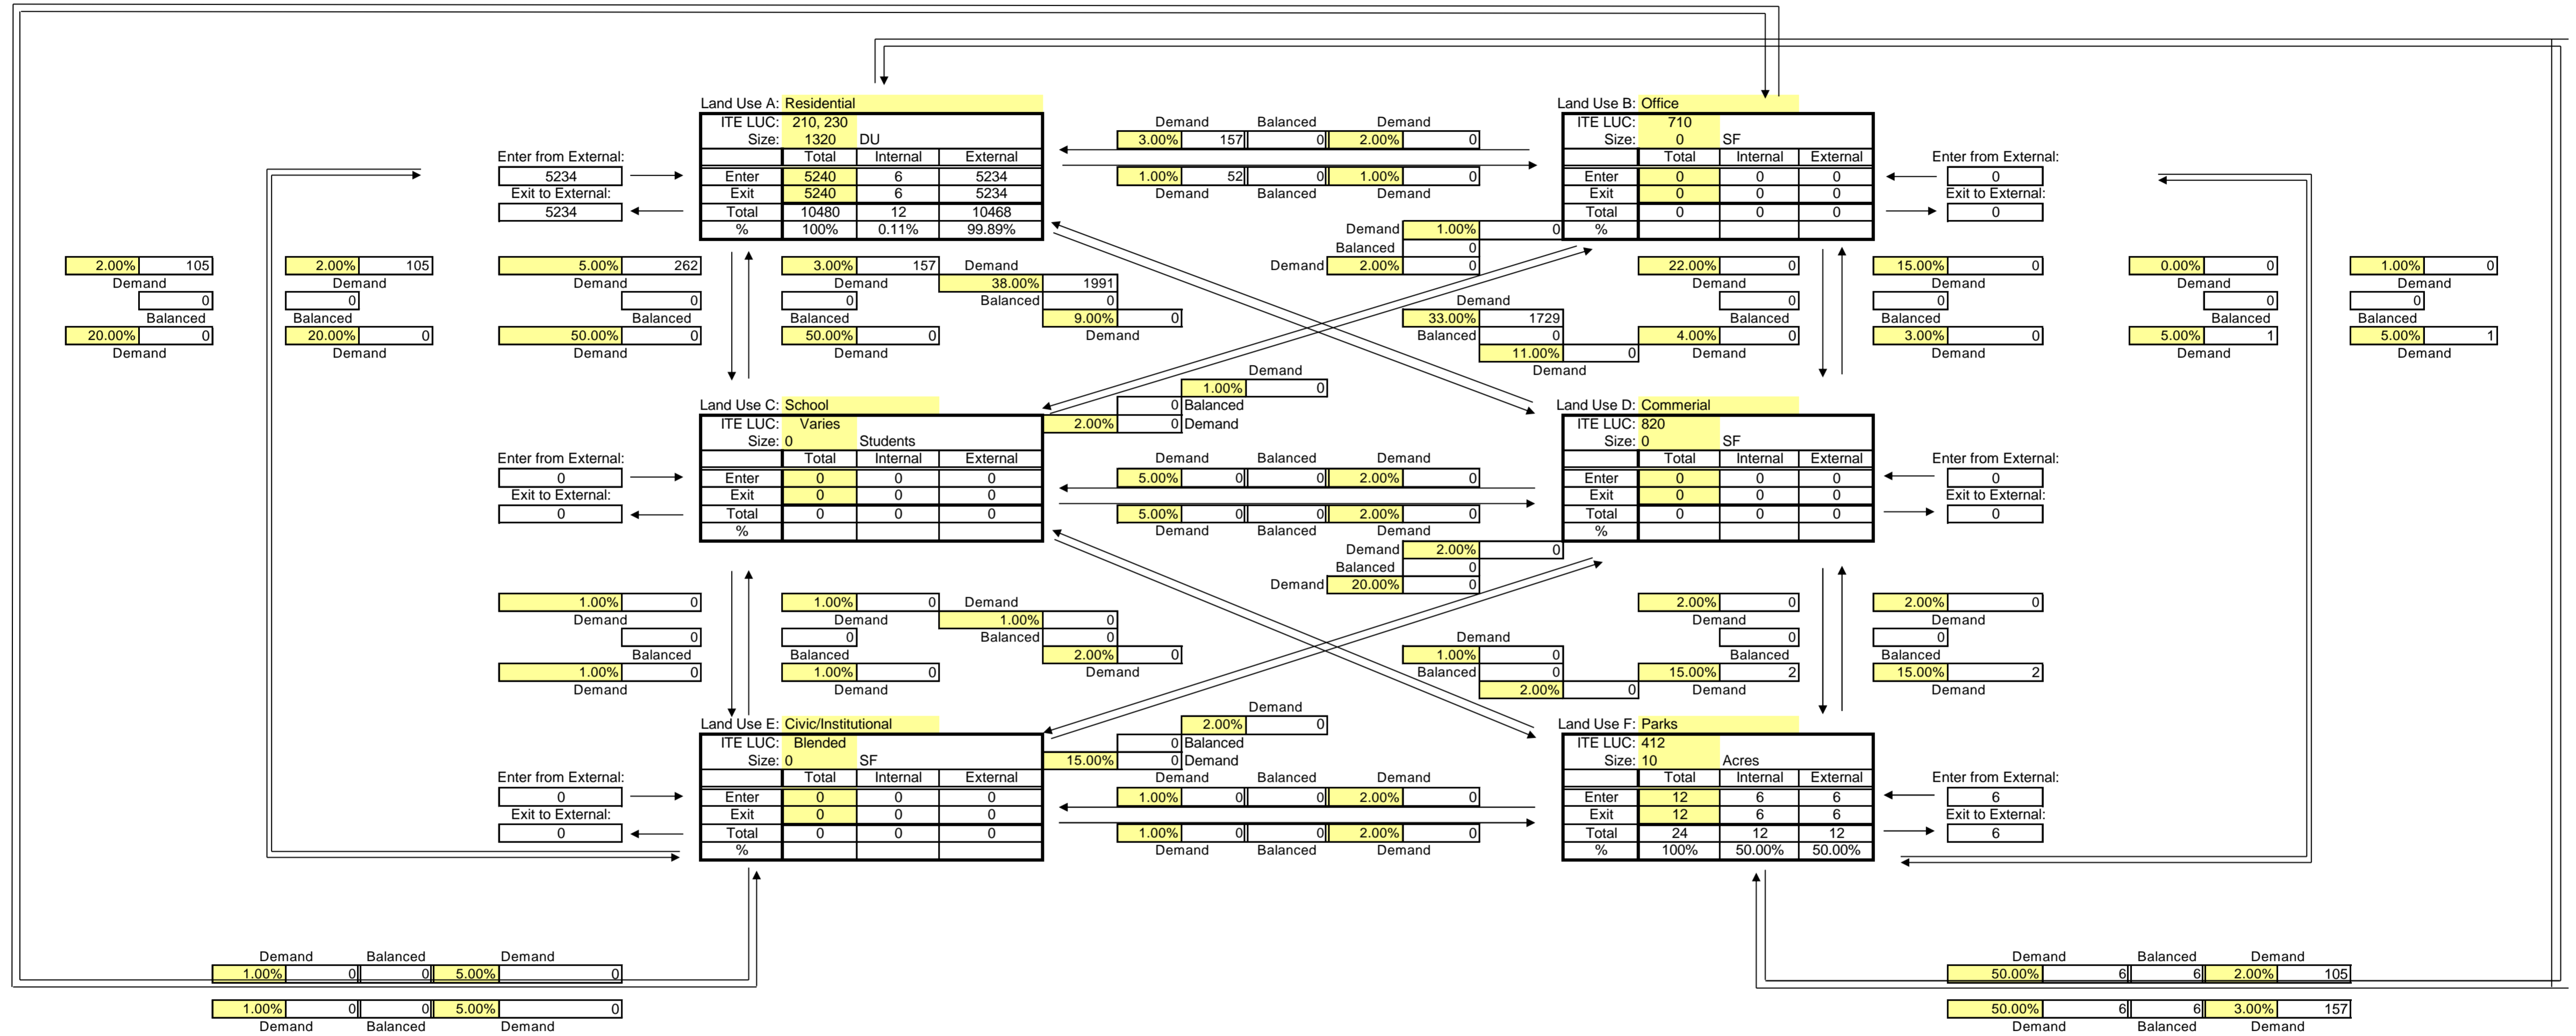 Land Use A: Residential Land Use B: Office
ITE LUC: 210, 230 Demand Balanced Demand ITE LUC: 710
Size: 1320 DU 3.00% 157 0 2.00% 0 Size: 0 SF
Enter from External: Total Internal External Total Internal External Enter from External:
5234 Enter 5240 6 5234 1.00% 52 0 1.00% 0 Enter 0 0 0 0
Exit to External: Exit 5240 6 5234 Demand Balanced Demand Exit 0 0 0 Exit to External:
5234 Total 10480 12 10468 Total 0 0 0 0
% 100% 0.11% 99.89% Demand 1.00% 0 %
Balanced 0
Demand 2.00% 0
2.00% 105 2.00% 105 5.00% 262 3.00% 157 Demand 22.00% 0 15.00% 0 0.00% 0 1.00% 0
Demand Demand Demand Demand 38.00% 1991 Demand Demand Demand Demand
0 0 0 0 Balanced 0 Demand 0 0 0 0
Balanced Balanced Balanced Balanced 9.00% 0 33.00% 1729 Balanced Balanced Balanced Balanced
20.00% 0 20.00% 0 50.00% 0 50.00% 0 Demand Balanced 0 4.00% 0 3.00% 0 5.00% 1 5.00% 1
Demand Demand Demand Demand 11.00% 0 Demand Demand Demand Demand
Demand Demand
1.00% 0
Land Use C: School 0 Balanced Land Use D: Commerial
ITE LUC: Varies 2.00% 0 Demand ITE LUC: 820
Size: 0 Students Size: 0 SF
Enter from External: Total Internal External Demand Balanced Demand Total Internal External Enter from External:
0 Enter 0 0 0 5.00% 0 0 2.00% 0 Enter 0 0 0 0
Exit to External: Exit 0 0 0 Exit 0 0 0 Exit to External:
0 Total 0 0 0 5.00% 0 0 2.00% 0 Total 0 0 0 0
% Demand Balanced Demand %
Demand 2.00% 0
Balanced 0
Demand 20.00% 0
1.00% 0 1.00% 0 Demand 2.00% 0 2.00% 0
Demand Demand 1.00% 0 Demand Demand
0 0 Balanced 0 Demand 0 0
Balanced Balanced 2.00% 0 1.00% 0 Balanced Balanced
1.00% 0 1.00% 0 Demand Balanced 0 15.00% 2 15.00% 2
Demand Demand 2.00% 0 Demand Demand
Demand
Land Use E: Civic/Institutional 2.00% 0 Land Use F: Parks
ITE LUC: Blended 0 Balanced ITE LUC: 412
Size: 0 SF 15.00% 0 Demand Size: 10 Acres
Enter from External: Total Internal External Demand Balanced Demand Total Internal External Enter from External:
0 Enter 0 0 0 1.00% 0 0 2.00% 0 Enter 12 6 6 6
Exit to External: Exit 0 0 0 Exit 12 6 6 Exit to External:
0 Total 0 0 0 1.00% 0 0 2.00% 0 Total 24 12 12 6
% Demand Balanced Demand % 100% 50.00% 50.00%
Demand Balanced Demand Demand Balanced Demand
1.00% 0 0 5.00% 0 50.00% 6 6 2.00% 105
1.00% 0 0 5.00% 0 50.00% 6 6 3.00% 157
Demand Balanced Demand Demand Balanced Demand